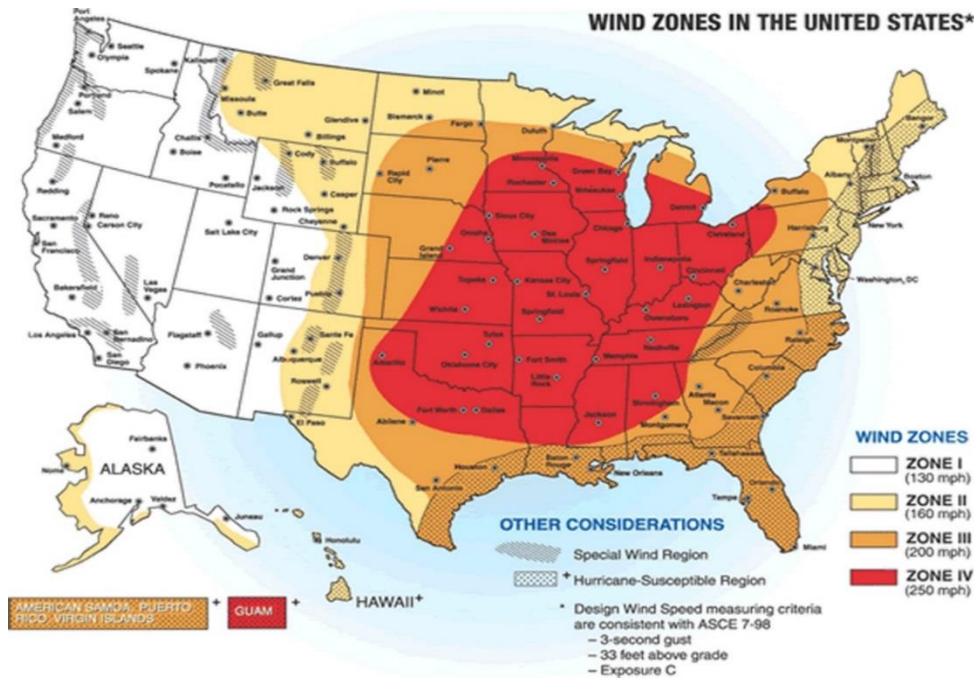 WIND ZONES IN THE UNITED STATES*
Port
Angeles
Seattle
Olympia
Spokane
Kalispell
Great Falls
Portland
Salem
Missoula
Butte
Glendive
Billings
Minot
Bismarck
Fargo
Duluth
Medford
Challis
Boise
Cody
Buffalo
Pierre
Rapid
City
Minneapolis
Rochester
Green Bay
Milwaukee
Bangor
Montpelier
Albany
Boston
Buffalo
Redding
Pocatello
Jackson
Casper
Rock Springs
Cheyenne
Sioux City
Detroit
Cleveland
Harrisburg
New York
Sacramento
Reno
Carson City
San
Francisco
Salt Lake City
Grand
Island
Omaha
Des
Moines
Chicago
Denver
Grand
Junction
Pueblo
Cortez
Topeka
Kansas City
Springfield
Indianapolis
Cincinnati
Charleston
Washington, DC
Bakersfield
Las
Vegas
Wichita
St. Louis
Springfield
Lexington
Owensboro
Roanoke
Raleigh
Los Angeles
San
Bernadino
San
Diego
Flagstaff
Phoenix
Gallup
Santa Fe
Albuquerque
Roswell
El Paso
Amarillo
Tulsa
Oklahoma City
Fort Smith
Little
Rock
Memphis
Nashville
Columbia
Atlanta
Macon
Savannah
Birmingham
Montgomery
Jackson
Fort Worth
Dallas
Abilene
Houston
San Antonio
Baton
Rouge
New Orleans
Tallahassee
Orlando
Tampa
Miami
Fairbanks
Nome
ALASKA
Anchorage
Valdez
Juneau
Honolulu
HAWAII+
WIND ZONES
ZONE I
(130 mph)
ZONE II
(160 mph)
ZONE III
(200 mph)
ZONE IV
(250 mph)
OTHER CONSIDERATIONS
Special Wind Region
+ Hurricane-Susceptible Region
* Design Wind Speed measuring criteria
are consistent with ASCE 7-98
– 3-second gust
– 33 feet above grade
– Exposure C
AMERICAN SAMOA, PUERTO +
RICO, VIRGIN ISLANDS
GUAM +